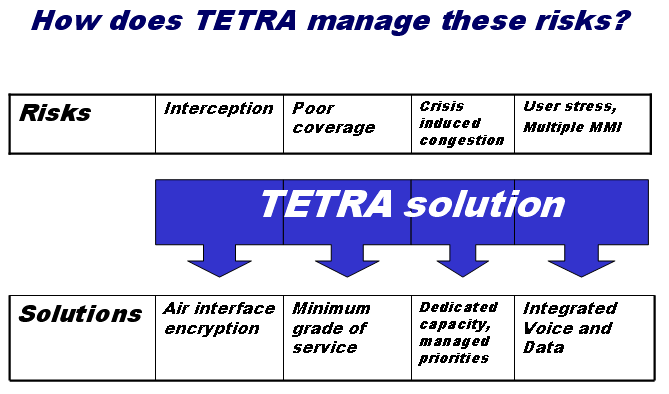 How does TETRA manage these risks?
Risks
Interception
Poor
coverage
Crisis
induced
congestion
User stress,
Multiple MMI
TETRA solution
Solutions
Air interface
encryption
Minimum
grade of
service
Dedicated
capacity,
managed
priorities
Integrated
Voice and
Data